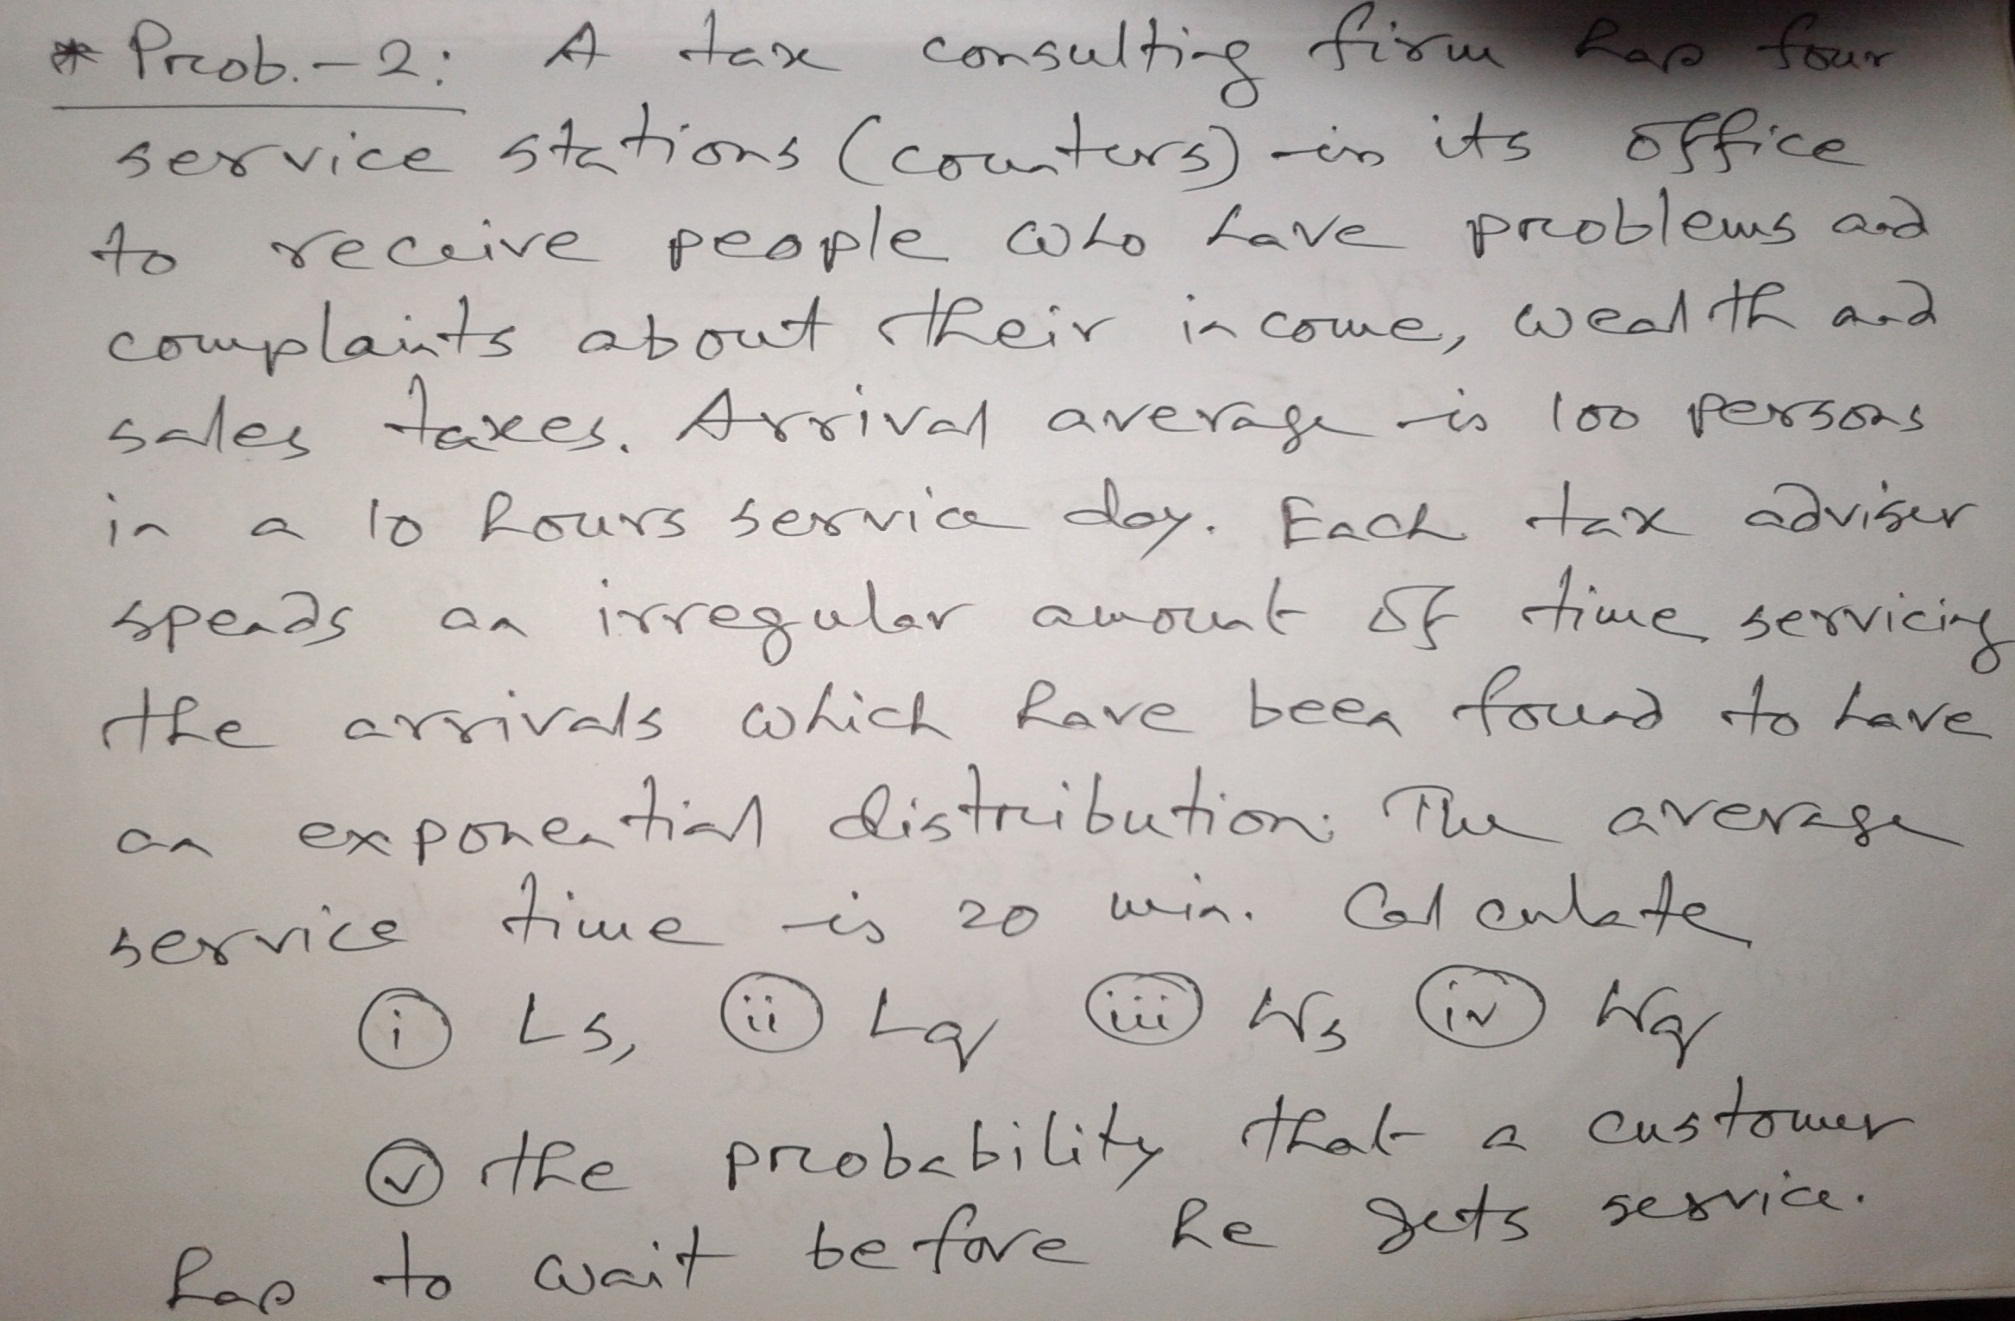 * Prob.-2: A tax consulting firm has four
service stations (counters) in its office
to receive people who have problems and
complaints about their income, wealth and
sales taxes. Arrival average is 100 persons
in a 10 hours service day. Each tax adviser
spends an irregular amount of time servicing
the arrivals which have been found to have
an exponential distribution. The average
service time is 20 min. Calculate
(i) Ls, (ii) Lq (iii) Ws (iv) Wq
(v) the probability that a customer
has to wait before he gets service.